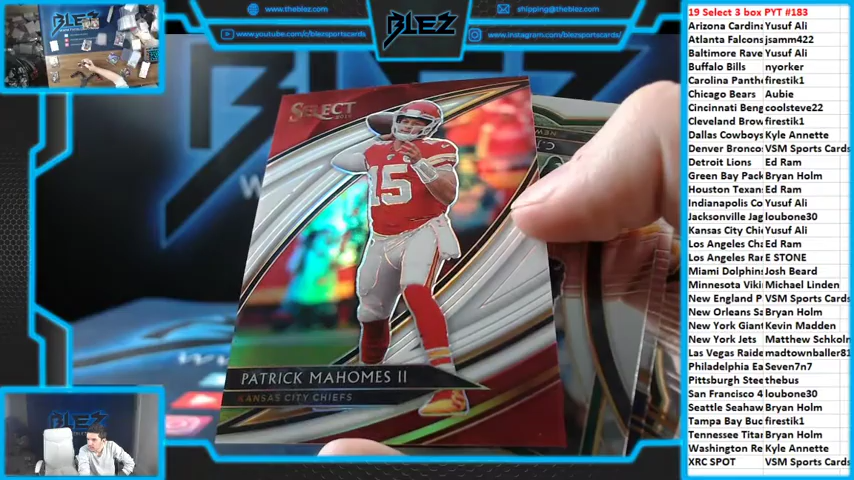 www.theblez.com
BLEZ
shipping@theblez.com
www.youtube.com/c/blezsportscards
www.instagram.com/blezsportscards/
SELECT
15
PATRICK MAHOMES II
KANSAS CITY CHIEFS
NEW
BLEZ
19 Select 3 box PYT #183
Arizona Cardina Yusuf Ali
Atlanta Falcons jsamm422
Baltimore Rave Yusuf Ali
Buffalo Bills nyorker
Carolina Panth firestik1
Chicago Bears Aubie
Cincinnati Beng coolsteve22
Cleveland Brow firestik1
Dallas Cowboys Kyle Annette
Denver Bronco VSM Sports Cards
Detroit Lions Ed Ram
Green Bay Pack Bryan Holm
Houston Texan Ed Ram
Indianapolis Co Yusuf Ali
Jacksonville Jag loubone30
Kansas City Chi Yusuf Ali
Los Angeles Cha Ed Ram
Los Angeles Rar E STONE
Miami Dolphin Josh Beard
Minnesota Viki Michael Linden
New England P VSM Sports Cards
New Orleans Sa Bryan Holm
New York Giant Kevin Madden
New York Jets Matthew Schkoln
Las Vegas Raide madtownballer81
Philadelphia Ea Seven7n7
Pittsburgh Stee thebus
San Francisco 4 loubone30
Seattle Seahaw Bryan Holm
Tampa Bay Buc firestik1
Tennessee Titar Bryan Holm
Washington Re Kyle Annette
XRC SPOT VSM Sports Cards